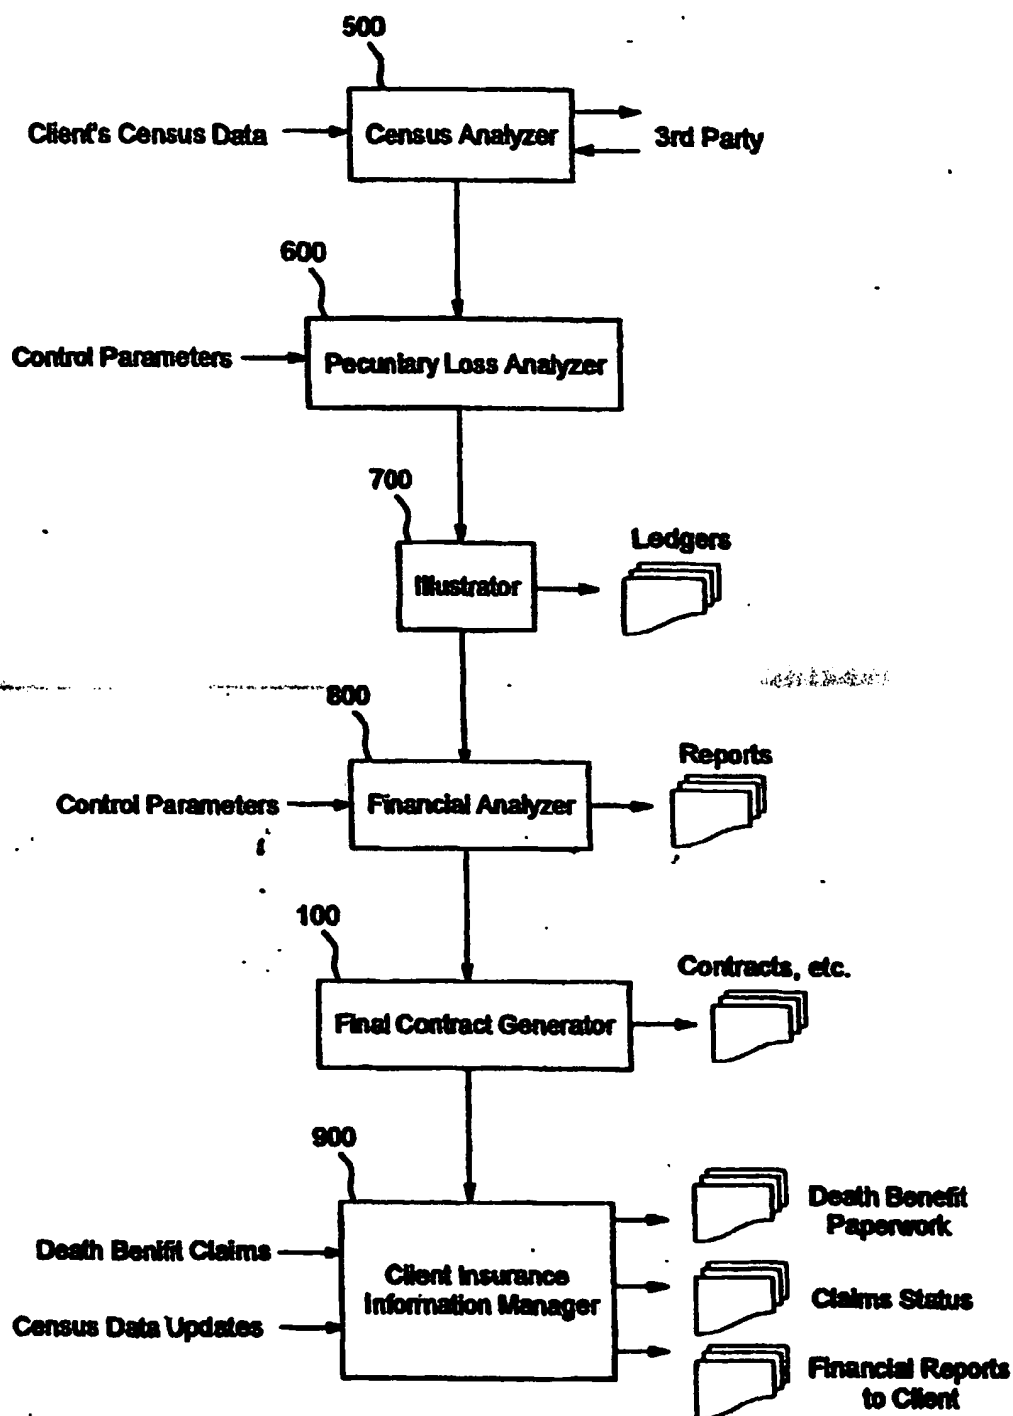 500
Client's Census Data
Census Analyzer
3rd Party
600
Control Parameters
Pecuniary Loss Analyzer
700
Illustrator
Ledgers
800
Control Parameters
Financial Analyzer
Reports
100
Final Contract Generator
Contracts, etc.
900
Death Benifit Claims
Census Data Updates
Client Insurance
Information Manager
Death Benefit
Paperwork
Claims Status
Financial Reports
to Client